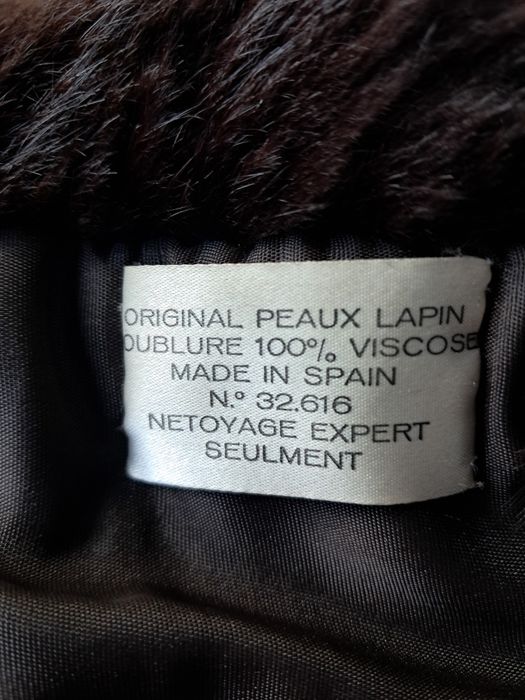 ORIGINAL PEAUX LAPIN
DOUBLURE 100% VISCOSE
MADE IN SPAIN
N.º 32.616
NETOYAGE EXPERT
SEULMENT